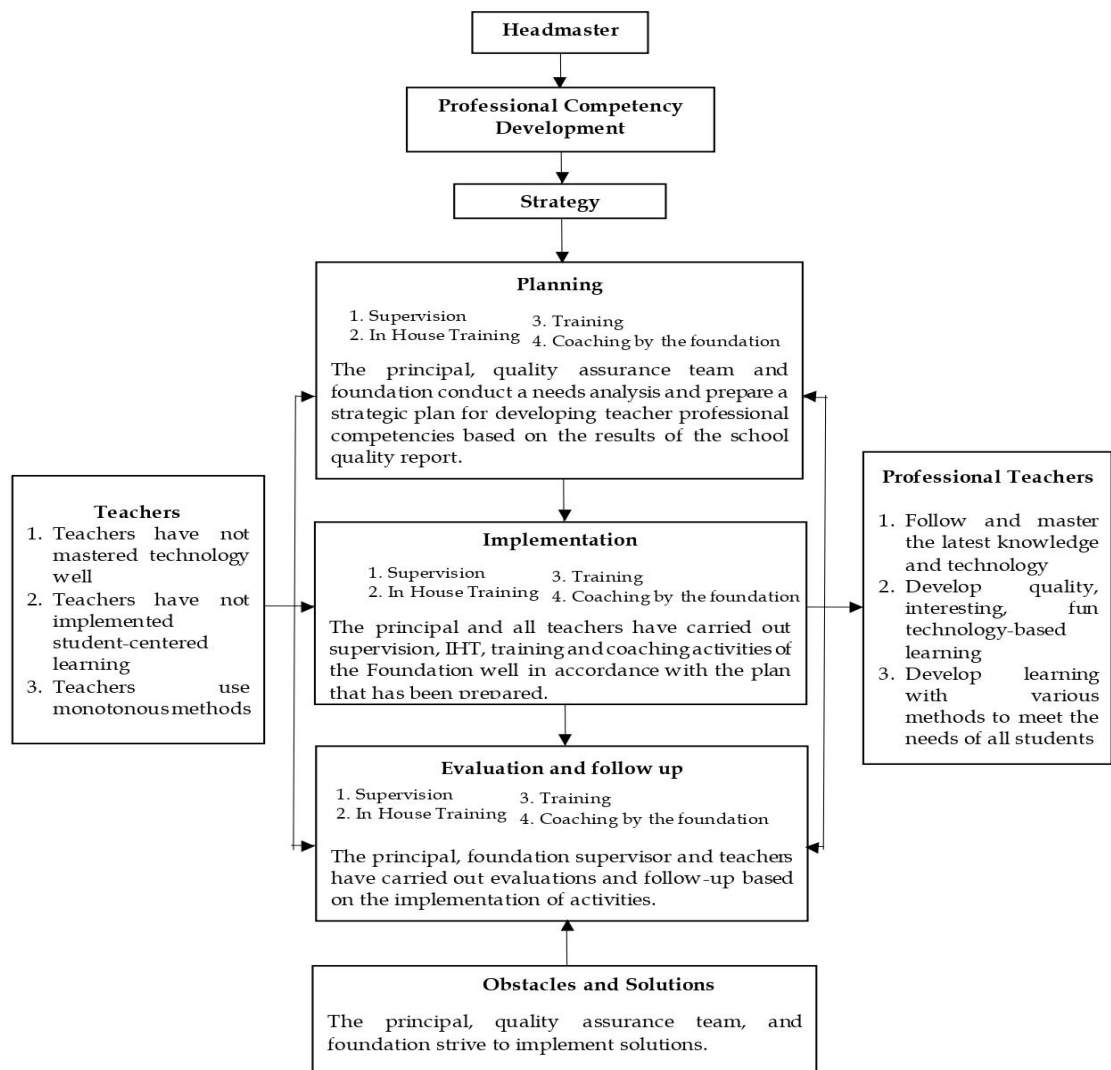 Headmaster
Professional Competency
Development
Strategy
Planning
1. Supervision
2. In House Training
3. Training
4. Coaching by the foundation
The principal, quality assurance team and
foundation conduct a needs analysis and prepare a
strategic plan for developing teacher professional
competencies based on the results of the school
quality report.
Teachers
1. Teachers have not
mastered technology
well
2. Teachers have not
implemented
student-centered
learning
3. Teachers use
monotonous methods
Implementation
1. Supervision
2. In House Training
3. Training
4. Coaching by the foundation
The principal and all teachers have carried out
supervision, IHT, training and coaching activities of
the Foundation well in accordance with the plan
that has been prepared.
Professional Teachers
1. Follow and master
the latest knowledge
and technology
2. Develop quality,
interesting, fun
technology-based
learning
3. Develop learning
with various
methods to meet the
needs of all students
Evaluation and follow up
1. Supervision
2. In House Training
3. Training
4. Coaching by the foundation
The principal, foundation supervisor and teachers
have carried out evaluations and follow-up based
on the implementation of activities.
Obstacles and Solutions
The principal, quality assurance team, and
foundation strive to implement solutions.